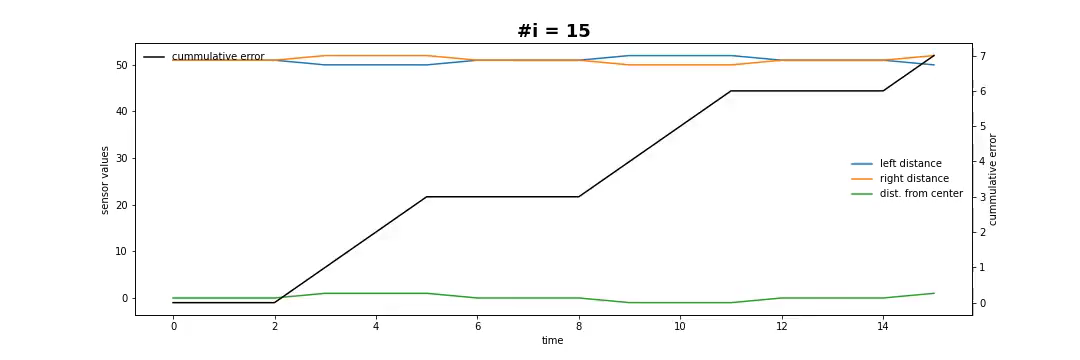 #i = 15
cummulative error
sensor values
50
40
30
20
10
0
7
6
5
4
3
2
1
0
cummulative error
left distance
right distance
dist. from center
0 2 4 6 8 10 12 14
time